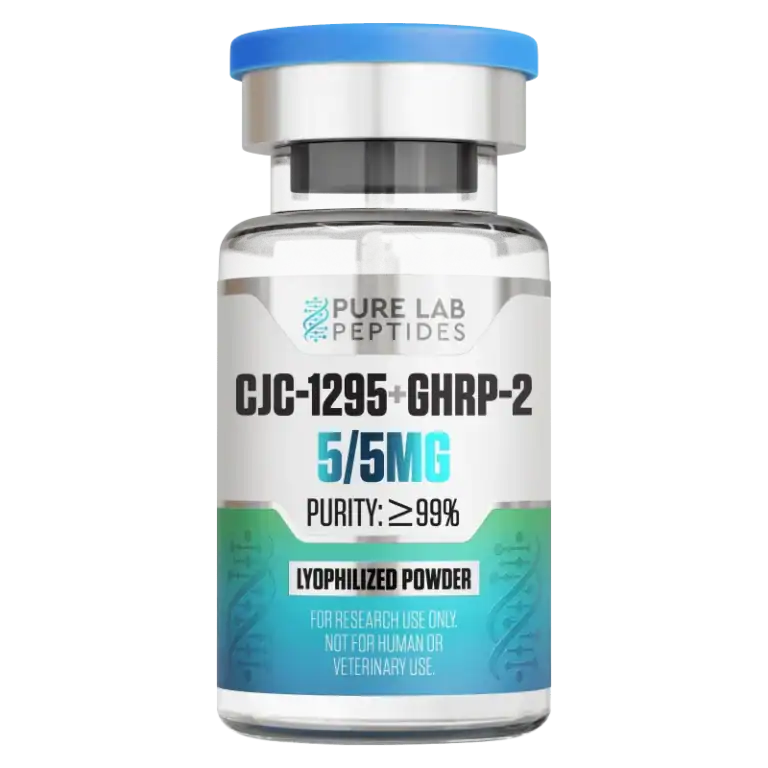 PURE LAB
PEPTIDES
CJC-1295+GHRP-2
5/5MG
PURITY: ≥99%
LYOPHILIZED POWDER
FOR RESEARCH USE ONLY.
NOT FOR HUMAN OR
VETERINARY USE.